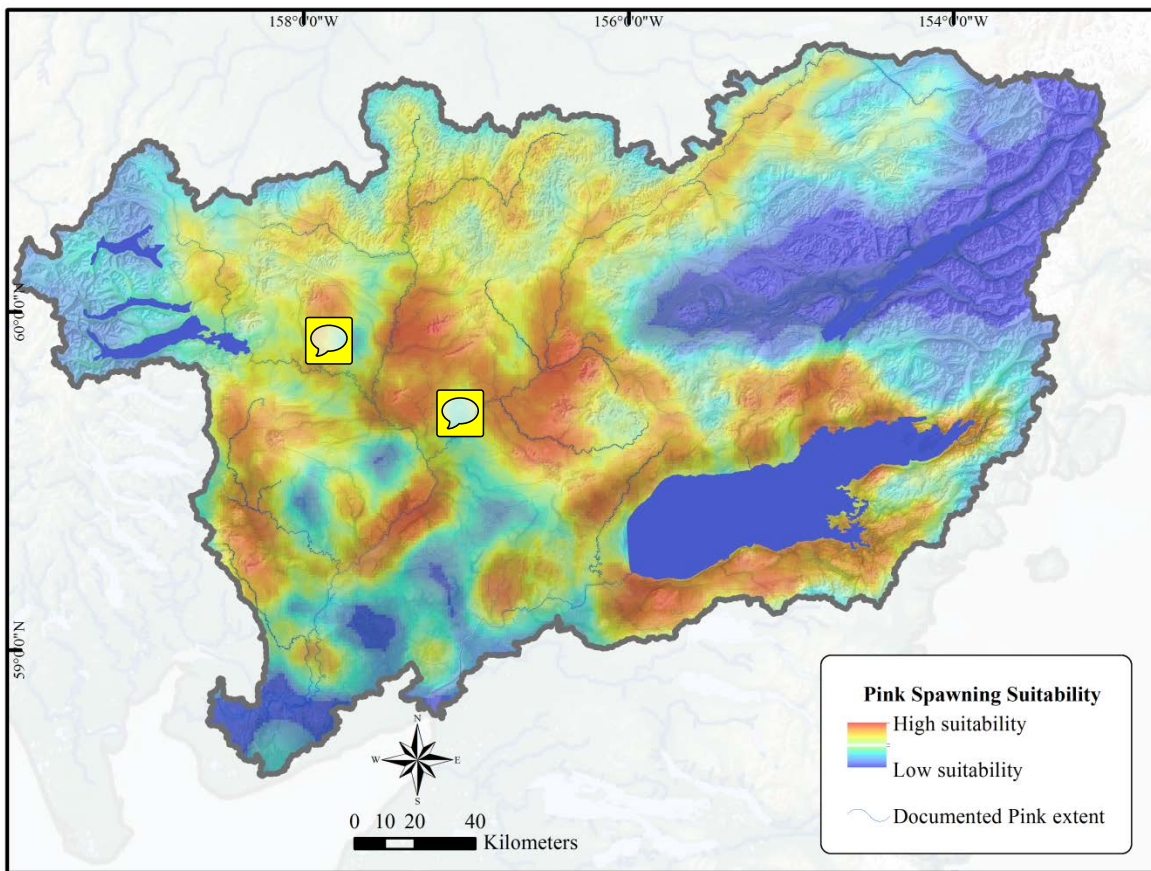 158°0'0"W
156°0'0"W
154°0'0"W
60°0'0"N
59°0'0"N
Pink Spawning Suitability
High suitability
Low suitability
Documented Pink extent
N
W
E
S
0 10 20 40
Kilometers